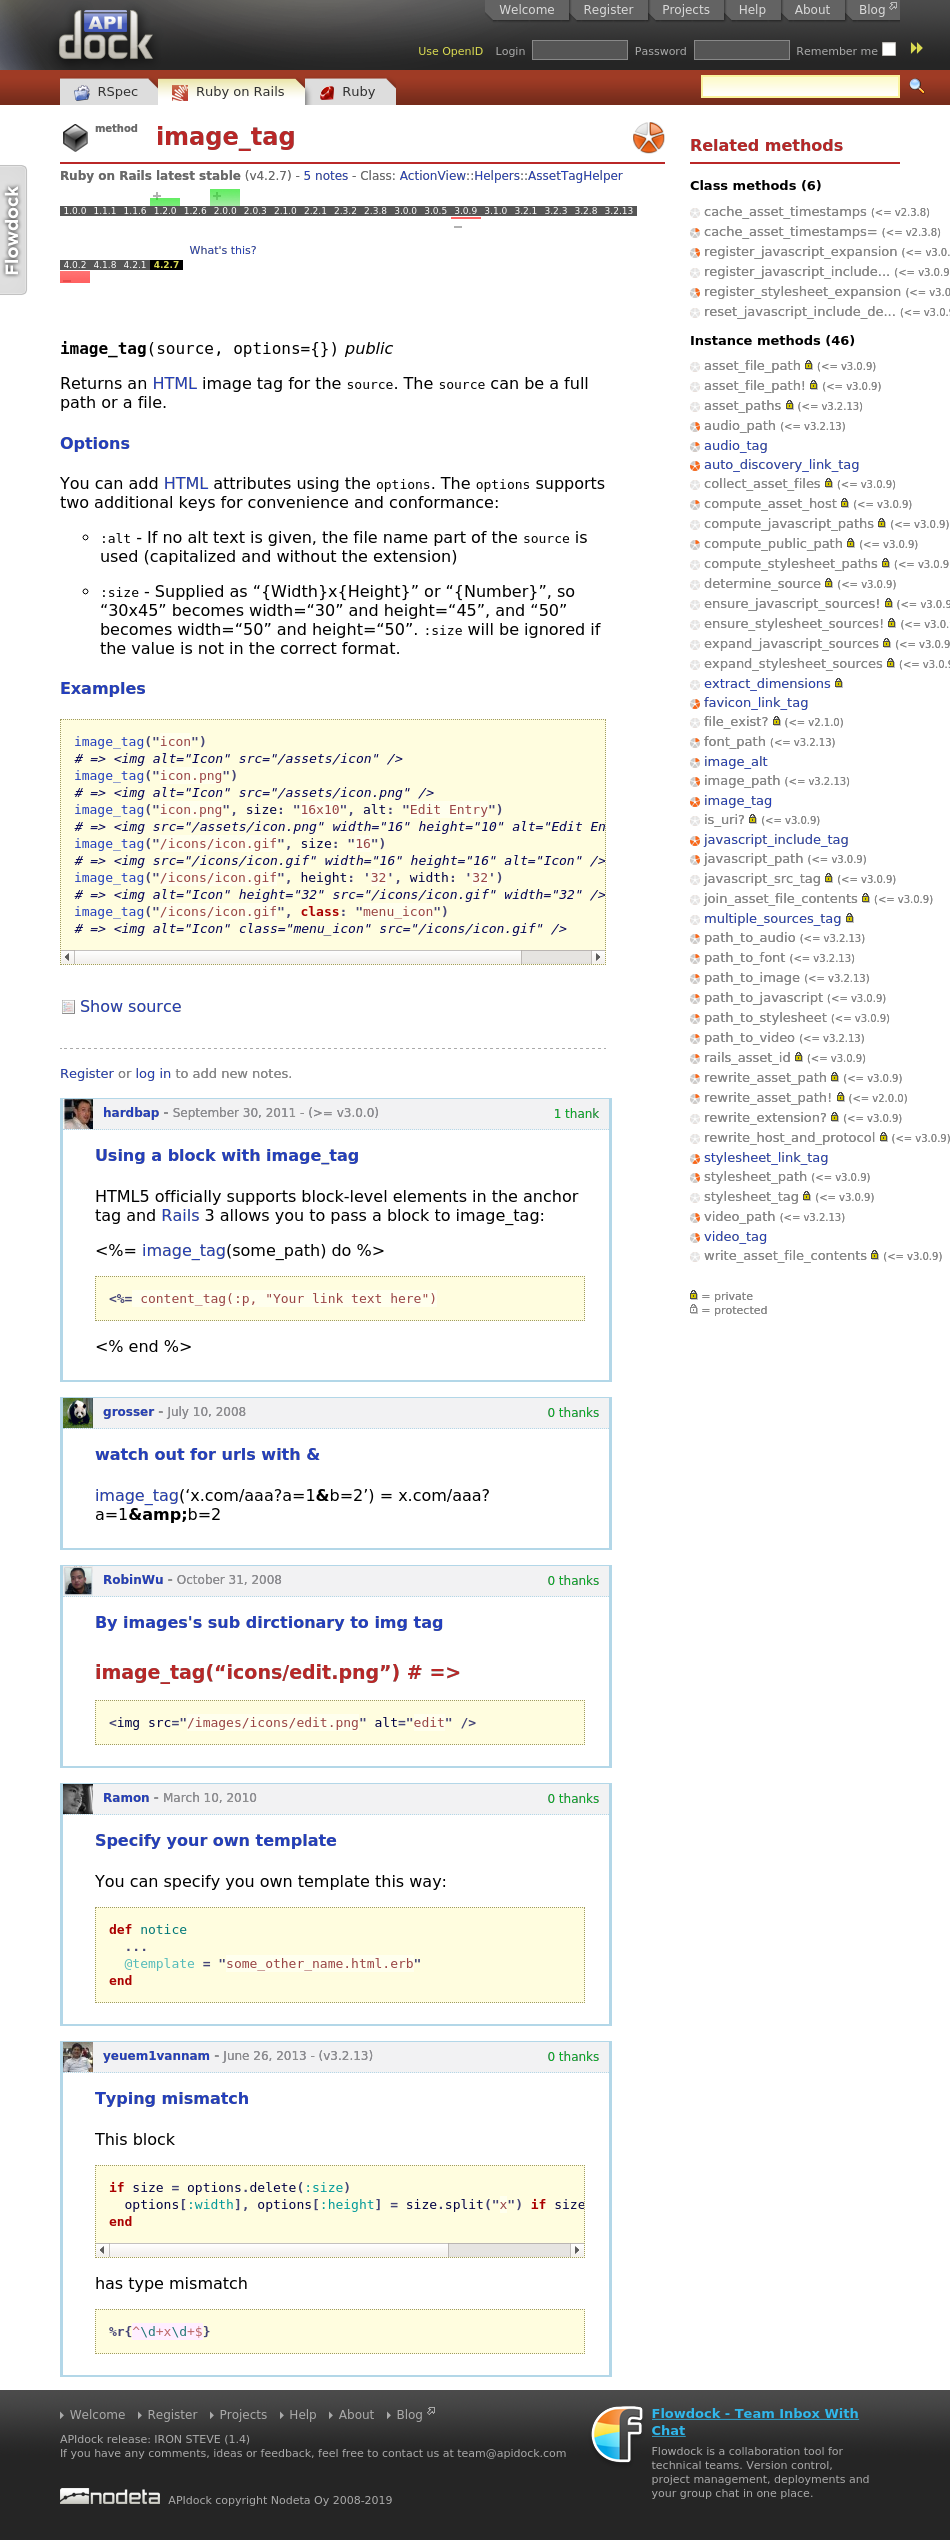 Welcome Register Projects Help About Blog
API dock
Use OpenID Login Password Remember me
RSpec Ruby on Rails Ruby
Flowdock
method image_tag
Ruby on Rails latest stable (v4.2.7) - 5 notes - Class: ActionView::Helpers::AssetTagHelper
1.0.0 1.1.1 1.1.6 1.2.0 1.2.6 2.0.0 2.0.3 2.1.0 2.2.1 2.3.2 2.3.8 3.0.0 3.0.5 3.0.9 3.1.0 3.2.1 3.2.3 3.2.8 3.2.13
What's this?
4.0.2 4.1.8 4.2.1 4.2.7
image_tag(source, options={}) public
Returns an HTML image tag for the source. The source can be a full
path or a file.
Options
You can add HTML attributes using the options. The options supports
two additional keys for convenience and conformance:
:alt - If no alt text is given, the file name part of the source is
used (capitalized and without the extension)
:size - Supplied as “{Width}x{Height}” or “{Number}”, so
“30x45” becomes width=“30” and height=“45”, and “50”
becomes width=“50” and height=“50”. :size will be ignored if
the value is not in the correct format.
Examples
image_tag("icon")
# => <img alt="Icon" src="/assets/icon" />
image_tag("icon.png")
# => <img alt="Icon" src="/assets/icon.png" />
image_tag("icon.png", size: "16x10", alt: "Edit Entry")
# => <img src="/assets/icon.png" width="16" height="10" alt="Edit En
image_tag("/icons/icon.gif", size: "16")
# => <img src="/icons/icon.gif" width="16" height="16" alt="Icon" />
image_tag("/icons/icon.gif", height: '32', width: '32')
# => <img alt="Icon" height="32" src="/icons/icon.gif" width="32" />
image_tag("/icons/icon.gif", class: "menu_icon")
# => <img alt="Icon" class="menu_icon" src="/icons/icon.gif" />
Show source
Register or log in to add new notes.
hardbap - September 30, 2011 - (>= v3.0.0) 1 thank
Using a block with image_tag
HTML5 officially supports block-level elements in the anchor
tag and Rails 3 allows you to pass a block to image_tag:
<%= image_tag(some_path) do %>
<%= content_tag(:p, "Your link text here")
<% end %>
grosser - July 10, 2008 0 thanks
watch out for urls with &
image_tag(‘x.com/aaa?a=1&b=2’) = x.com/aaa?
a=1&amp;b=2
RobinWu - October 31, 2008 0 thanks
By images's sub dirctionary to img tag
image_tag(“icons/edit.png”) # =>
<img src="/images/icons/edit.png" alt="edit" />
Ramon - March 10, 2010 0 thanks
Specify your own template
You can specify you own template this way:
def notice
...
@template = "some_other_name.html.erb"
end
yeuem1vannam - June 26, 2013 - (v3.2.13) 0 thanks
Typing mismatch
This block
if size = options.delete(:size)
options[:width], options[:height] = size.split("x") if size
end
has type mismatch
%r{^\d+x\d+$}
Related methods
Class methods (6)
cache_asset_timestamps (<= v2.3.8)
cache_asset_timestamps= (<= v2.3.8)
register_javascript_expansion (<= v3.0.
register_javascript_include... (<= v3.0.9
register_stylesheet_expansion (<= v3.0
reset_javascript_include_de... (<= v3.0.9
Instance methods (46)
asset_file_path (<= v3.0.9)
asset_file_path! (<= v3.0.9)
asset_paths (<= v3.2.13)
audio_path (<= v3.2.13)
audio_tag
auto_discovery_link_tag
collect_asset_files (<= v3.0.9)
compute_asset_host (<= v3.0.9)
compute_javascript_paths (<= v3.0.9)
compute_public_path (<= v3.0.9)
compute_stylesheet_paths (<= v3.0.9
determine_source (<= v3.0.9)
ensure_javascript_sources! (<= v3.0.9
ensure_stylesheet_sources! (<= v3.0.
expand_javascript_sources (<= v3.0.9
expand_stylesheet_sources (<= v3.0.9
extract_dimensions
favicon_link_tag
file_exist? (<= v2.1.0)
font_path (<= v3.2.13)
image_alt
image_path (<= v3.2.13)
image_tag
is_uri? (<= v3.0.9)
javascript_include_tag
javascript_path (<= v3.0.9)
javascript_src_tag (<= v3.0.9)
join_asset_file_contents (<= v3.0.9)
multiple_sources_tag
path_to_audio (<= v3.2.13)
path_to_font (<= v3.2.13)
path_to_image (<= v3.2.13)
path_to_javascript (<= v3.0.9)
path_to_stylesheet (<= v3.0.9)
path_to_video (<= v3.2.13)
rails_asset_id (<= v3.0.9)
rewrite_asset_path (<= v3.0.9)
rewrite_asset_path! (<= v2.0.0)
rewrite_extension? (<= v3.0.9)
rewrite_host_and_protocol (<= v3.0.9)
stylesheet_link_tag
stylesheet_path (<= v3.0.9)
stylesheet_tag (<= v3.0.9)
video_path (<= v3.2.13)
video_tag
write_asset_file_contents (<= v3.0.9)
= private
= protected
Welcome Register Projects Help About Blog
APIdock release: IRON STEVE (1.4)
If you have any comments, ideas or feedback, feel free to contact us at team@apidock.com
nodeta APIdock copyright Nodeta Oy 2008-2019
Flowdock - Team Inbox With
Chat
Flowdock is a collaboration tool for
technical teams. Version control,
project management, deployments and
your group chat in one place.